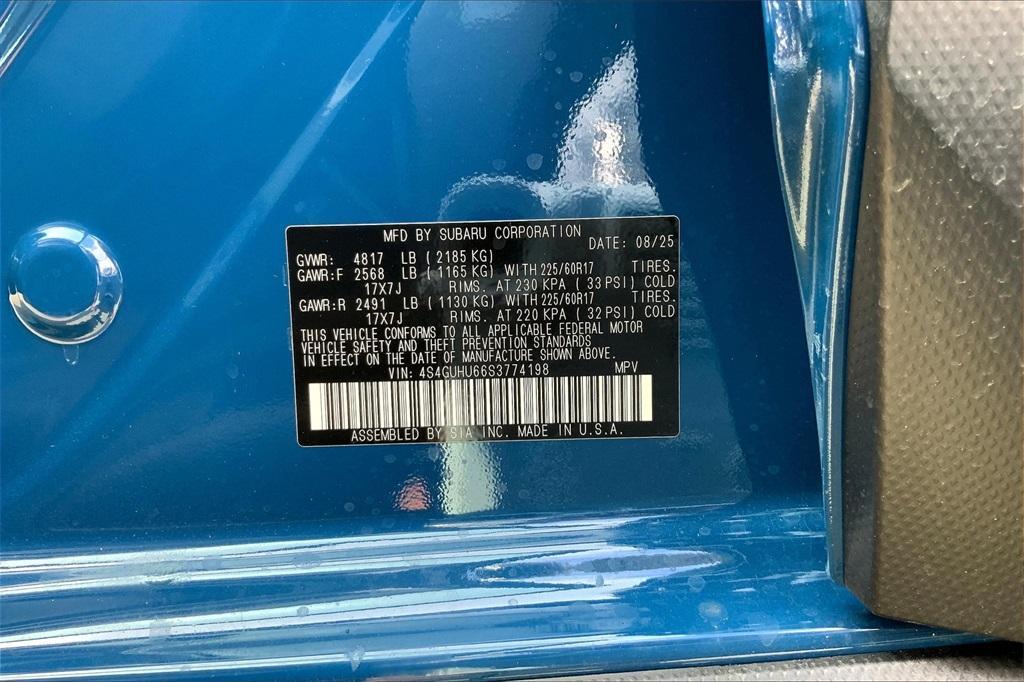 MFD BY SUBARU CORPORATION DATE: 08/25
GVWR: 4817 LB (2185 KG)
GAWR:F 2568 LB (1165 KG) WITH 225/60R17 TIRES.
17X7J RIMS. AT 230 KPA (33 PSI) COLD
GAWR:R 2491 LB (1130 KG) WITH 225/60R17 TIRES.
17X7J RIMS. AT 220 KPA (32 PSI) COLD
THIS VEHICLE CONFORMS TO ALL APPLICABLE FEDERAL MOTOR
VEHICLE SAFETY AND THEFT PREVENTION STANDARDS
IN EFFECT ON THE DATE OF MANUFACTURE SHOWN ABOVE.
VIN: 4S4GUHU66S3774198 MPV
ASSEMBLED BY SIA INC. MADE IN U.S.A.